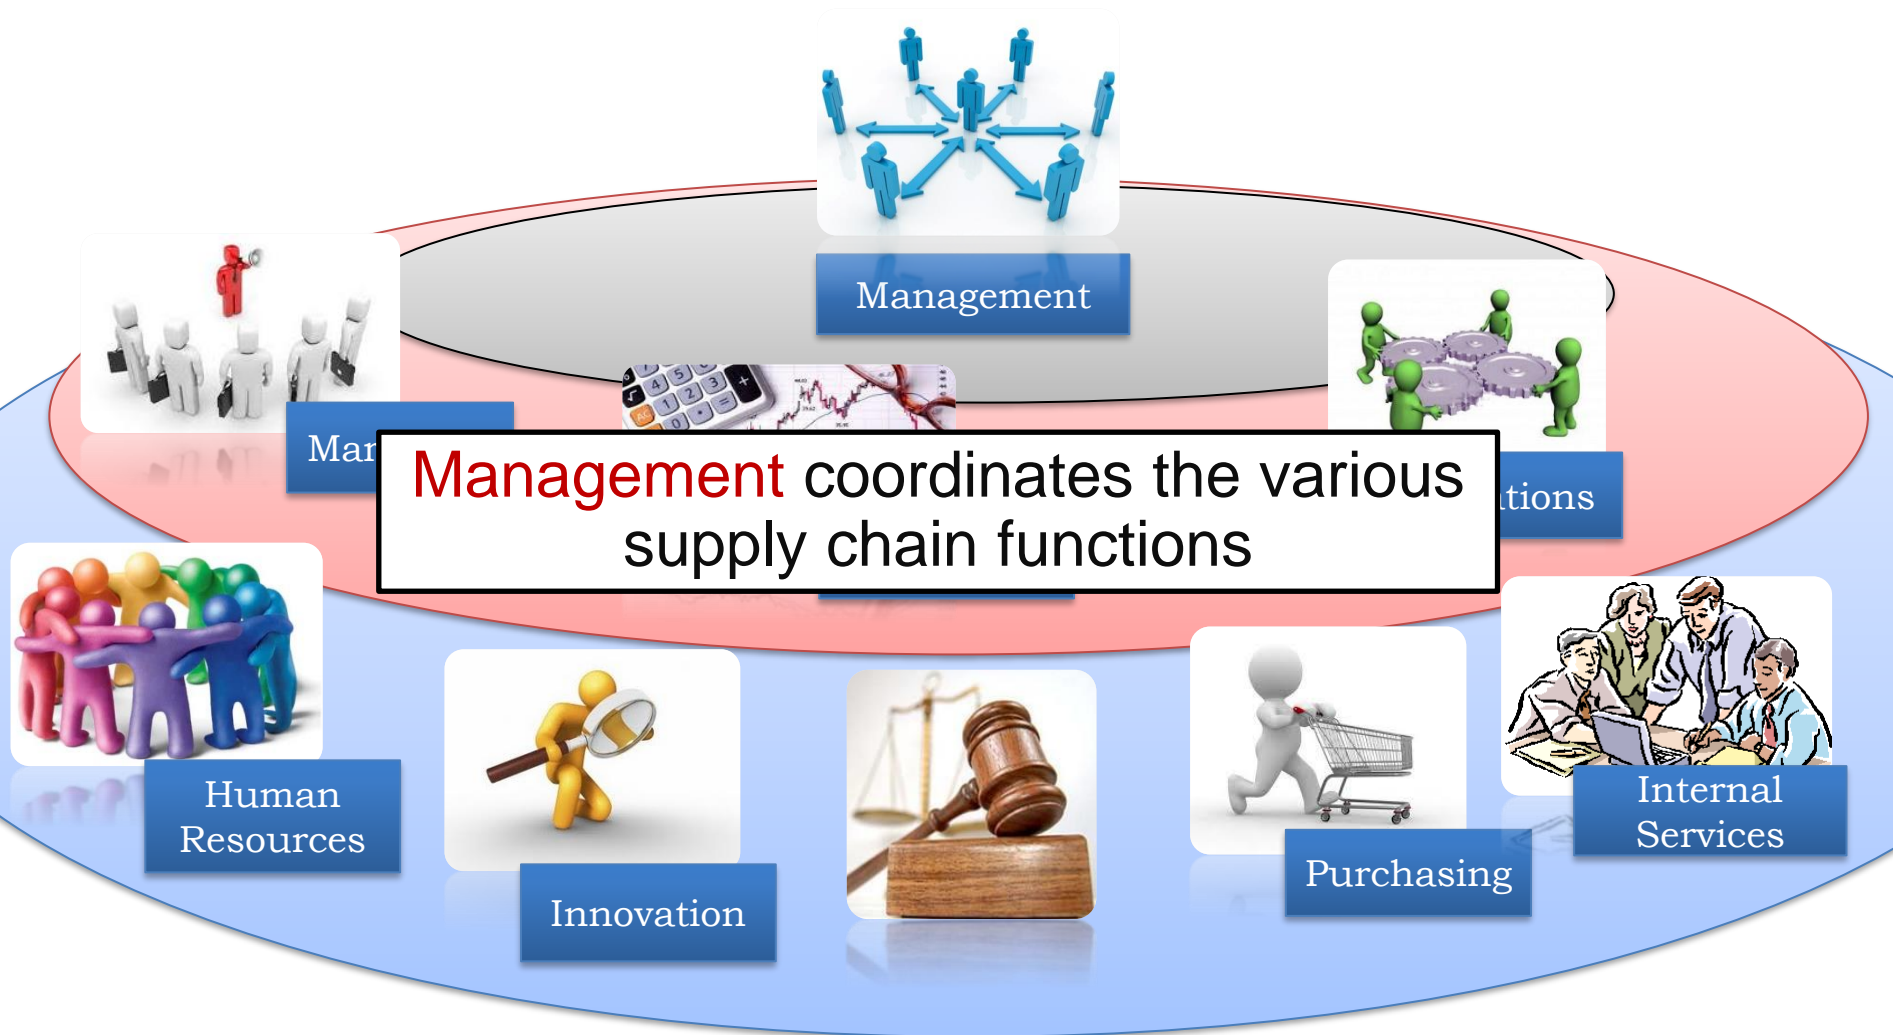 Management
Management coordinates the various
supply chain functions
Human
Resources
Innovation
Purchasing
Internal
Services